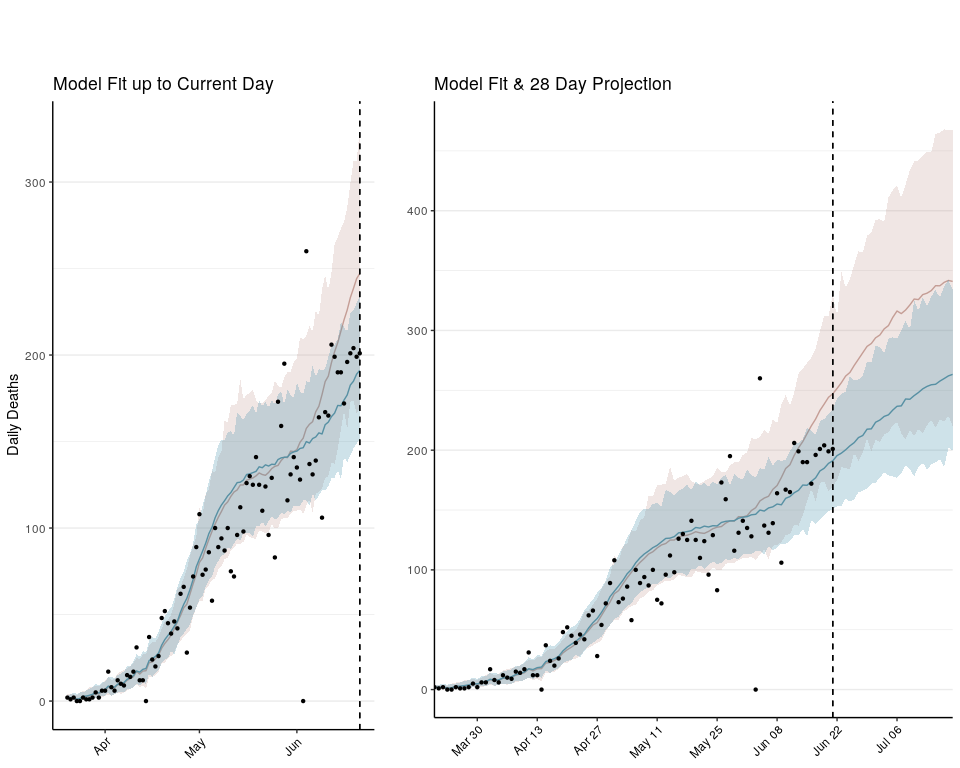 Model Fit up to Current Day
Model Fit & 28 Day Projection
Daily Deaths
300
200
100
0
Apr
May
Jun
400
300
200
100
0
Mar 30
Apr 13
Apr 27
May 11
May 25
Jun 08
Jun 22
Jul 06